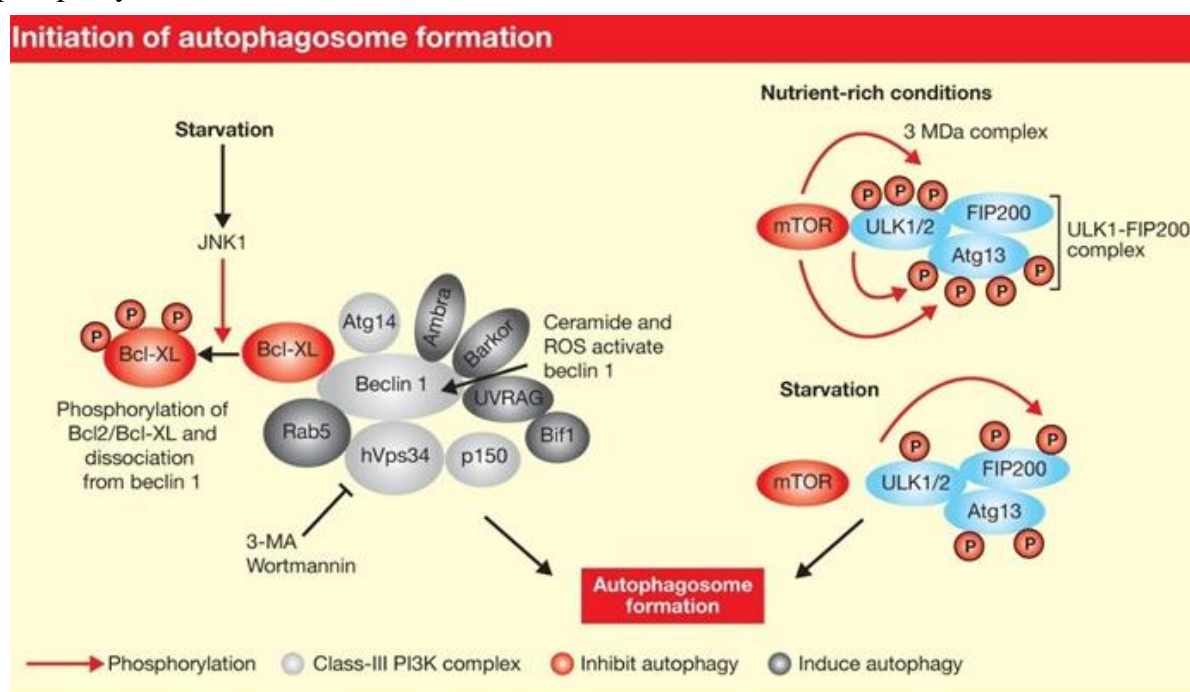 Initiation of autophagosome formation
Starvation
JNK1
P
P
P
Bcl-XL
Bcl-XL
Phosphorylation of
Bcl2/Bcl-XL and
dissociation
from beclin 1
Atg14
Ambra
Barkor
Beclin 1
UVRAG
Bif1
Rab5
hVps34
p150
Ceramide and
ROS activate
beclin 1
3-MA
Wortmannin
Nutrient-rich conditions
3 MDa complex
P
P
P
mTOR
ULK1/2
FIP200
Atg13
P
P
P
P
ULK1-FIP200
complex
Starvation
P
P
P
mTOR
ULK1/2
FIP200
Atg13
P
P
Autophagosome
formation
Phosphorylation
Class-III PI3K complex
Inhibit autophagy
Induce autophagy